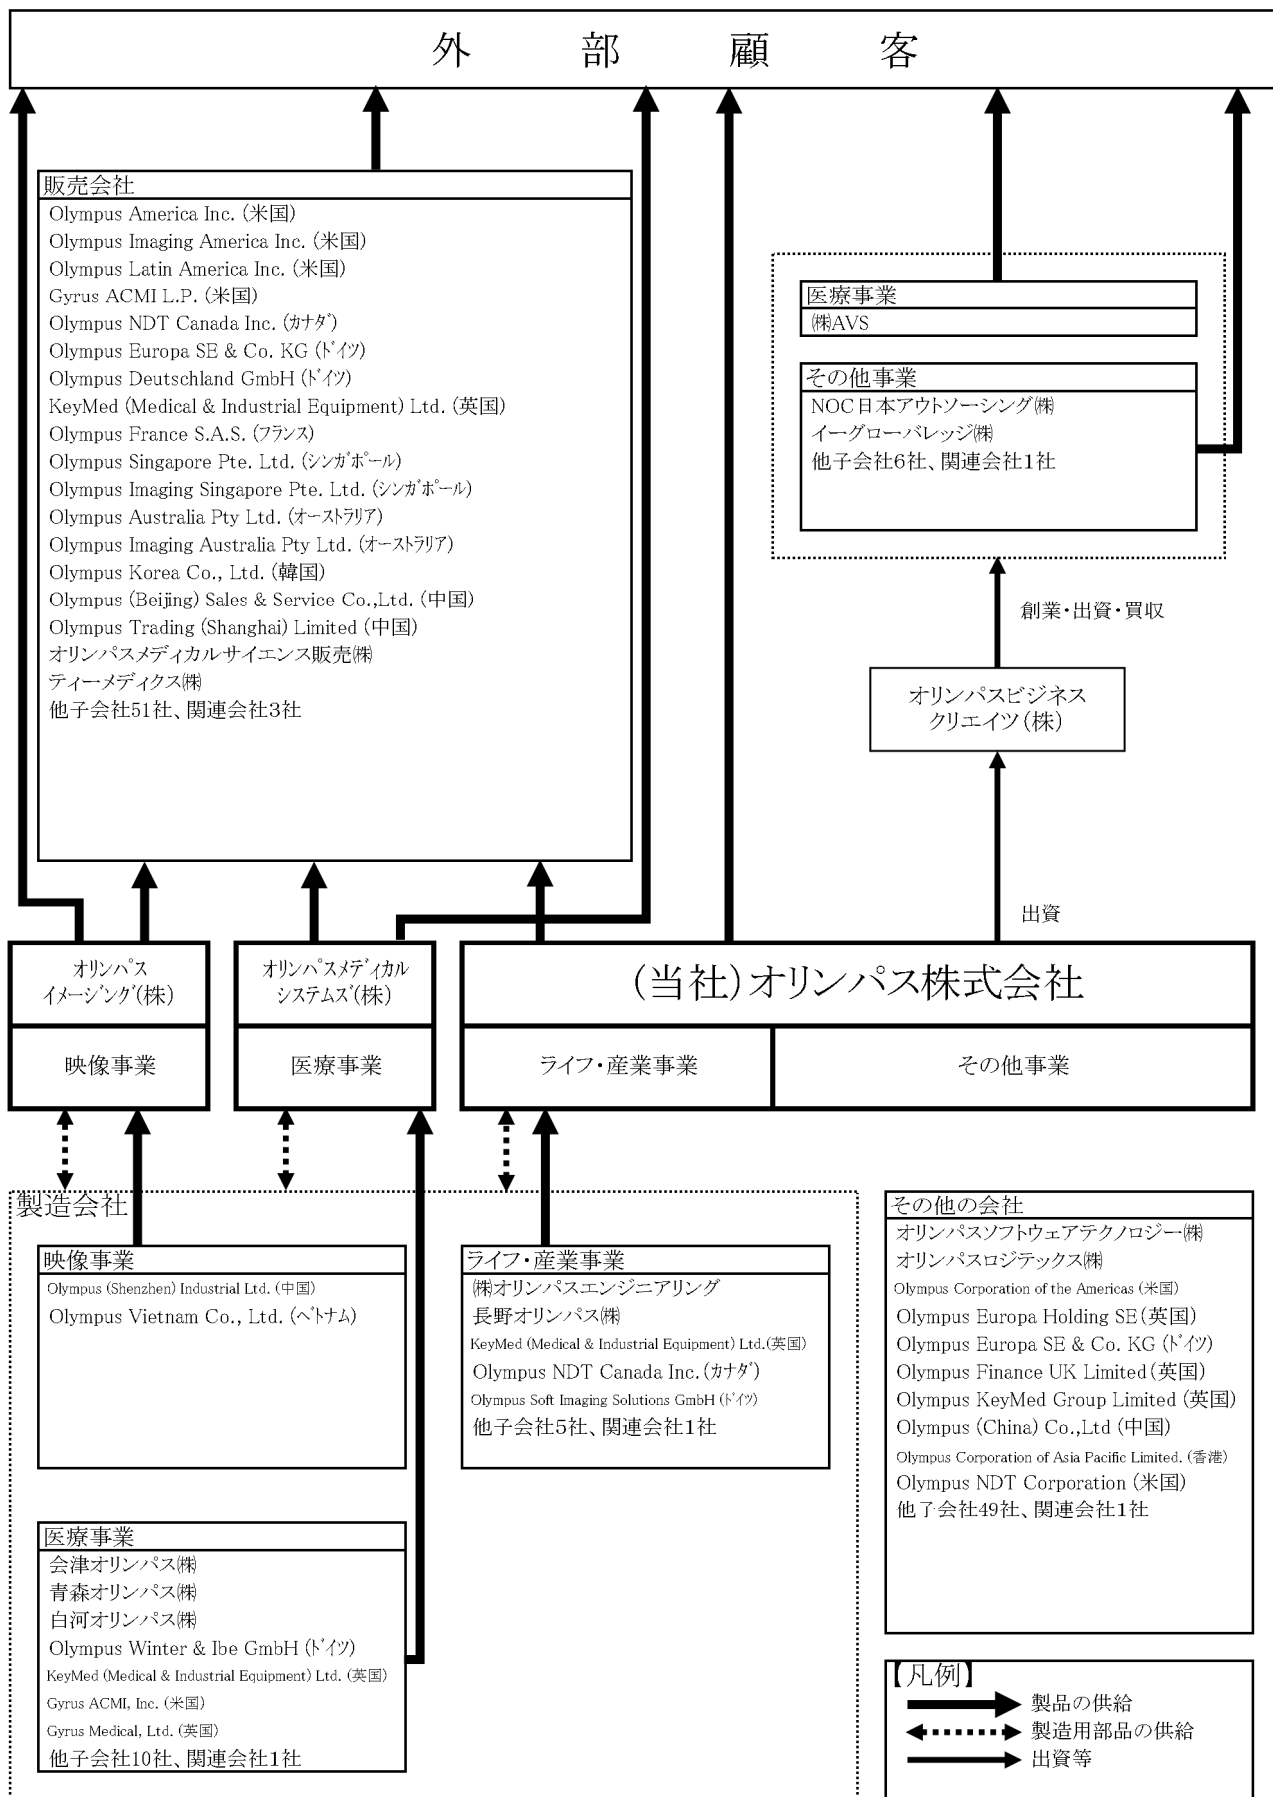 外部顧客
販売会社
Olympus America Inc. (米国)
Olympus Imaging America Inc. (米国)
Olympus Latin America Inc. (米国)
Gyrus ACMI L.P. (米国)
Olympus NDT Canada Inc. (ｶﾅﾀﾞ)
Olympus Europa SE & Co. KG (ﾄﾞｲﾂ)
Olympus Deutschland GmbH (ﾄﾞｲﾂ)
KeyMed (Medical & Industrial Equipment) Ltd. (英国)
Olympus France S.A.S. (ﾌﾗﾝｽ)
Olympus Singapore Pte. Ltd. (ｼﾝｶﾞﾎﾟｰﾙ)
Olympus Imaging Singapore Pte. Ltd. (ｼﾝｶﾞﾎﾟｰﾙ)
Olympus Australia Pty Ltd. (ｵｰｽﾄﾗﾘｱ)
Olympus Imaging Australia Pty Ltd. (ｵｰｽﾄﾗﾘｱ)
Olympus Korea Co., Ltd. (韓国)
Olympus (Beijing) Sales & Service Co.,Ltd. (中国)
Olympus Trading (Shanghai) Limited (中国)
オリンパスメディカルサイエンス販売㈱
ティーメディクス㈱
他子会社51社、関連会社3社
医療事業
㈱AVS
その他事業
NOC日本アウトソーシング㈱
イーグローバレッジ㈱
他子会社6社、関連会社1社
創業・出資・買収
オリンパスビジネス
クリエイツ(株)
出資
ｵﾘﾝﾊﾟｽ
ｲﾒｰｼﾞﾝｸﾞ(株)
映像事業
ｵﾘﾝﾊﾟｽﾒﾃﾞｨｶﾙ
ｼｽﾃﾑｽﾞ(株)
医療事業
(当社)オリンパス株式会社
ライフ・産業事業
その他事業
製造会社
映像事業
Olympus (Shenzhen) Industrial Ltd. (中国)
Olympus Vietnam Co., Ltd. (ﾍﾞﾄﾅﾑ)
ライフ・産業事業
㈱オリンパスエンジニアリング
長野オリンパス㈱
KeyMed (Medical & Industrial Equipment) Ltd.(英国)
Olympus NDT Canada Inc. (ｶﾅﾀﾞ)
Olympus Soft Imaging Solutions GmbH (ﾄﾞｲﾂ)
他子会社5社、関連会社1社
医療事業
会津オリンパス㈱
青森オリンパス㈱
白河オリンパス㈱
Olympus Winter & Ibe GmbH (ﾄﾞｲﾂ)
KeyMed (Medical & Industrial Equipment) Ltd. (英国)
Gyrus ACMI, Inc. (米国)
Gyrus Medical, Ltd. (英国)
他子会社10社、関連会社1社
その他の会社
オリンパスソフトウェアテクノロジー㈱
オリンパスロジテックス㈱
Olympus Corporation of the Americas (米国)
Olympus Europa Holding SE(英国)
Olympus Europa SE & Co. KG (ﾄﾞｲﾂ)
Olympus Finance UK Limited(英国)
Olympus KeyMed Group Limited (英国)
Olympus (China) Co.,Ltd (中国)
Olympus Corporation of Asia Pacific Limited. (香港)
Olympus NDT Corporation (米国)
他子会社49社、関連会社1社
【凡例】
製品の供給
製造用部品の供給
出資等